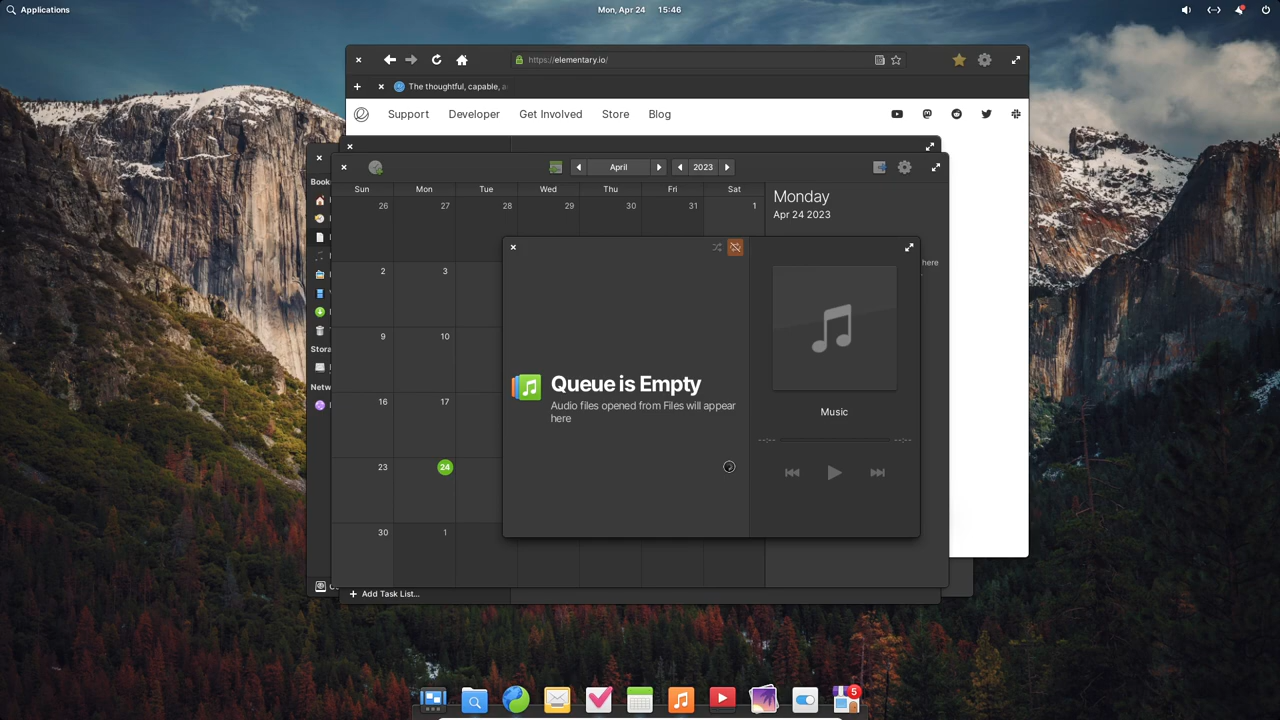 Applications
Mon, Apr 24 15:46
https://elementary.io/
The thoughtful, capable, a
Support Developer Get Involved Store Blog
April 2023
Book
Stora
Netw
Sun Mon Tue Wed Thu Fri Sat
26 27 28 29 30 31 1
2 3
9 10
16 17
23 24
30 1
Monday
Apr 24 2023
here
Queue is Empty
Audio files opened from Files will appear
here
Music
--:-- --:--
Add Task List...
5